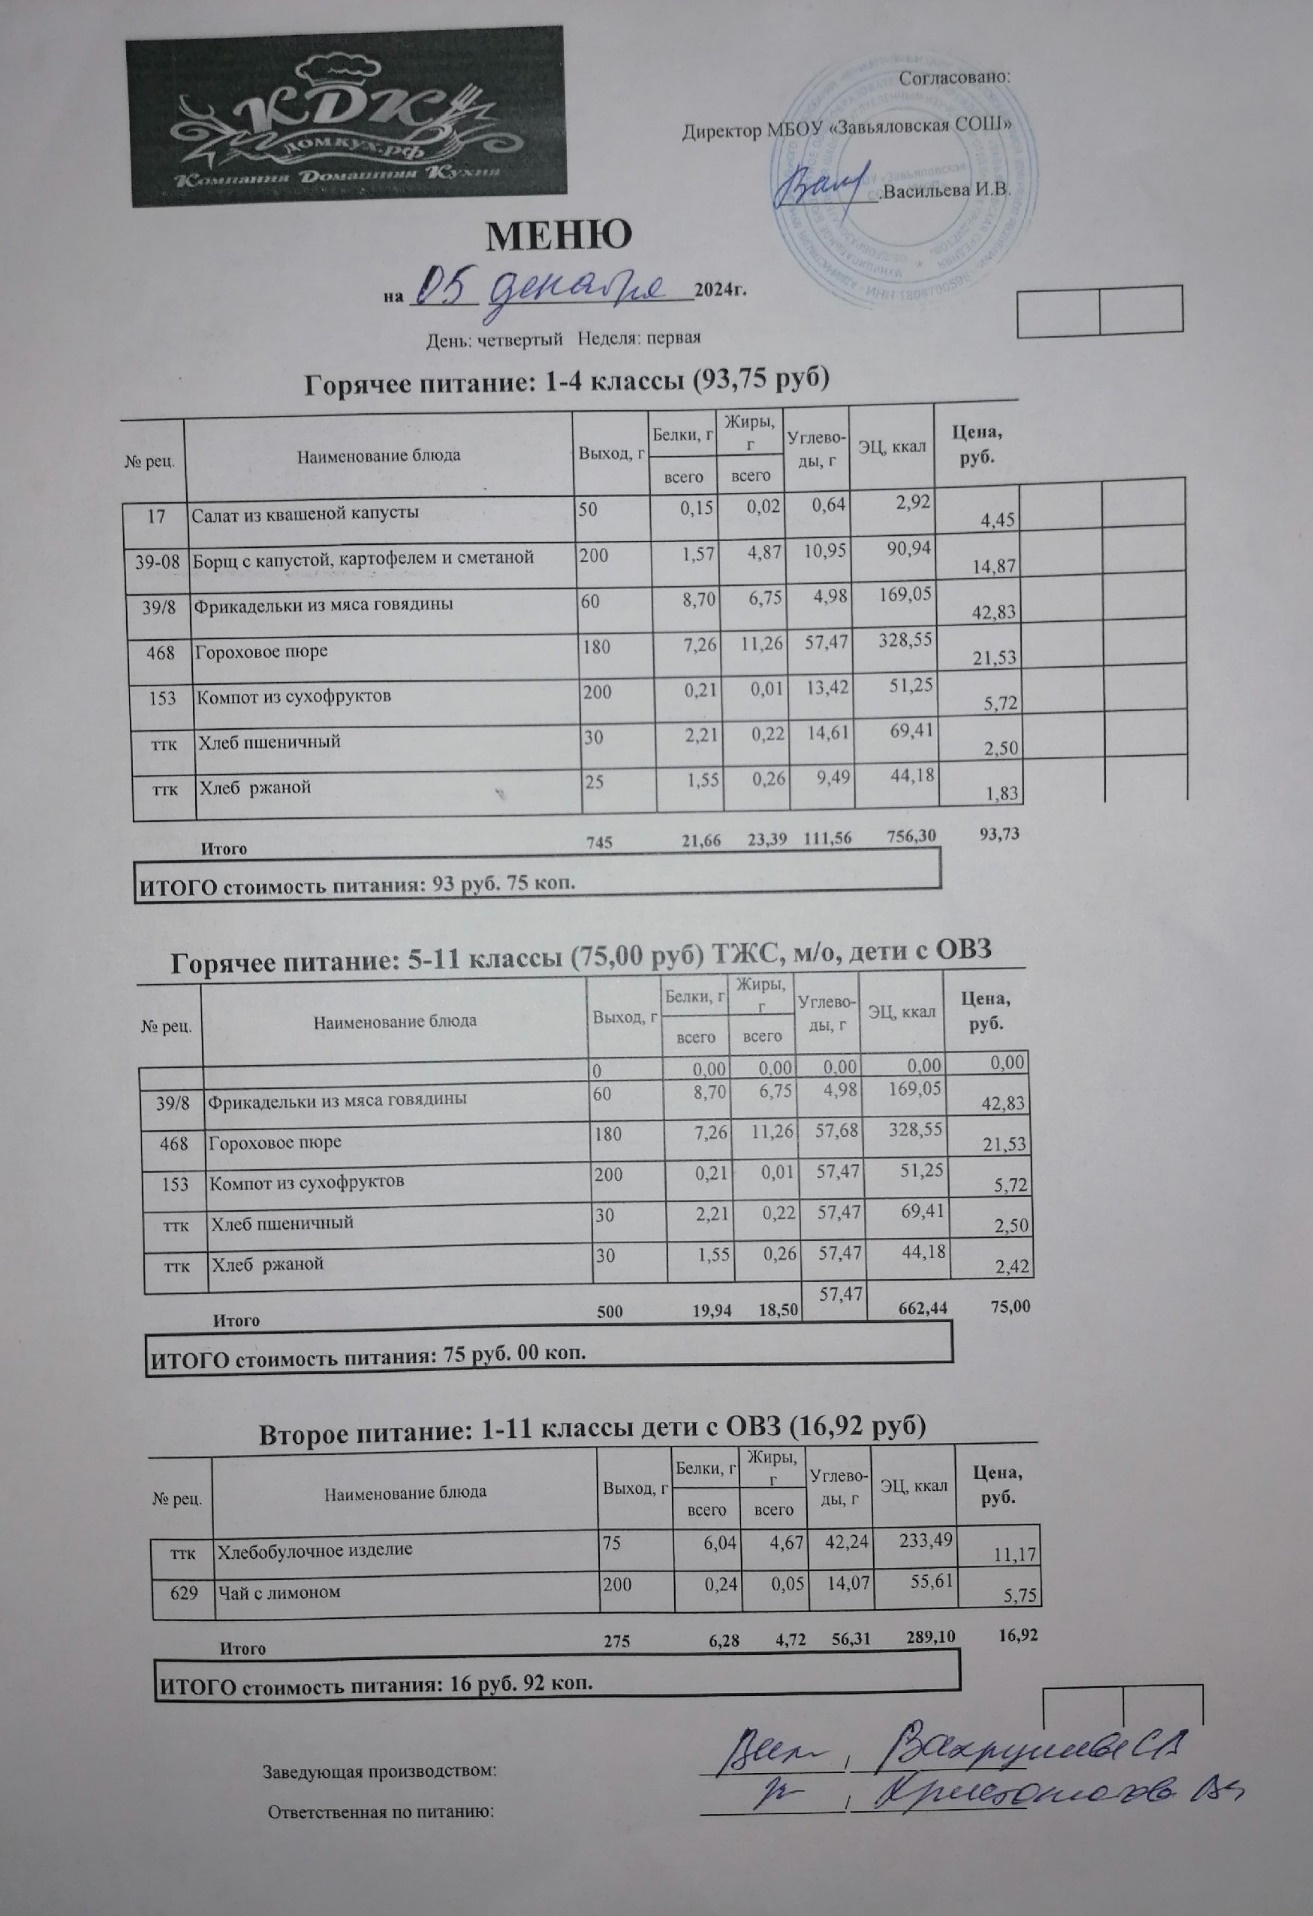 КДК
домкух.рф
Компания Домашняя Кухня
Согласовано:
Директор МБОУ «Завьяловская СОШ»
.Васильева И.В.
МЕНЮ
на 05 декабря 2024г.
День: четвертый Неделя: первая
Горячее питание: 1-4 классы (93,75 руб)
№ рец. Наименование блюда Выход, г Белки, г всего Жиры, г всего Углево-ды, г ЭЦ, ккал Цена, руб.
17 Салат из квашеной капусты 50 0,15 0,02 0,64 2,92 4,45
39-08 Борщ с капустой, картофелем и сметаной 200 1,57 4,87 10,95 90,94 14,87
39/8 Фрикадельки из мяса говядины 60 8,70 6,75 4,98 169,05 42,83
468 Гороховое пюре 180 7,26 11,26 57,47 328,55 21,53
153 Компот из сухофруктов 200 0,21 0,01 13,42 51,25 5,72
ттк Хлеб пшеничный 30 2,21 0,22 14,61 69,41 2,50
ттк Хлеб ржаной 25 1,55 0,26 9,49 44,18 1,83
Итого 745 21,66 23,39 111,56 756,30 93,73
ИТОГО стоимость питания: 93 руб. 75 коп.
Горячее питание: 5-11 классы (75,00 руб) ТЖС, м/о, дети с ОВЗ
№ рец. Наименование блюда Выход, г Белки, г всего Жиры, г всего Углево-ды, г ЭЦ, ккал Цена, руб.
0 0,00 0,00 0,00 0,00 0,00
39/8 Фрикадельки из мяса говядины 60 8,70 6,75 4,98 169,05 42,83
468 Гороховое пюре 180 7,26 11,26 57,68 328,55 21,53
153 Компот из сухофруктов 200 0,21 0,01 57,47 51,25 5,72
ттк Хлеб пшеничный 30 2,21 0,22 57,47 69,41 2,50
ттк Хлеб ржаной 30 1,55 0,26 57,47 44,18 2,42
Итого 500 19,94 18,50 57,47 662,44 75,00
ИТОГО стоимость питания: 75 руб. 00 коп.
Второе питание: 1-11 классы дети с ОВЗ (16,92 руб)
№ рец. Наименование блюда Выход, г Белки, г всего Жиры, г всего Углево-ды, г ЭЦ, ккал Цена, руб.
ттк Хлебобулочное изделие 75 6,04 4,67 42,24 233,49 11,17
629 Чай с лимоном 200 0,24 0,05 14,07 55,61 5,75
Итого 275 6,28 4,72 56,31 289,10 16,92
ИТОГО стоимость питания: 16 руб. 92 коп.
Заведующая производством:
Ответственная по питанию: